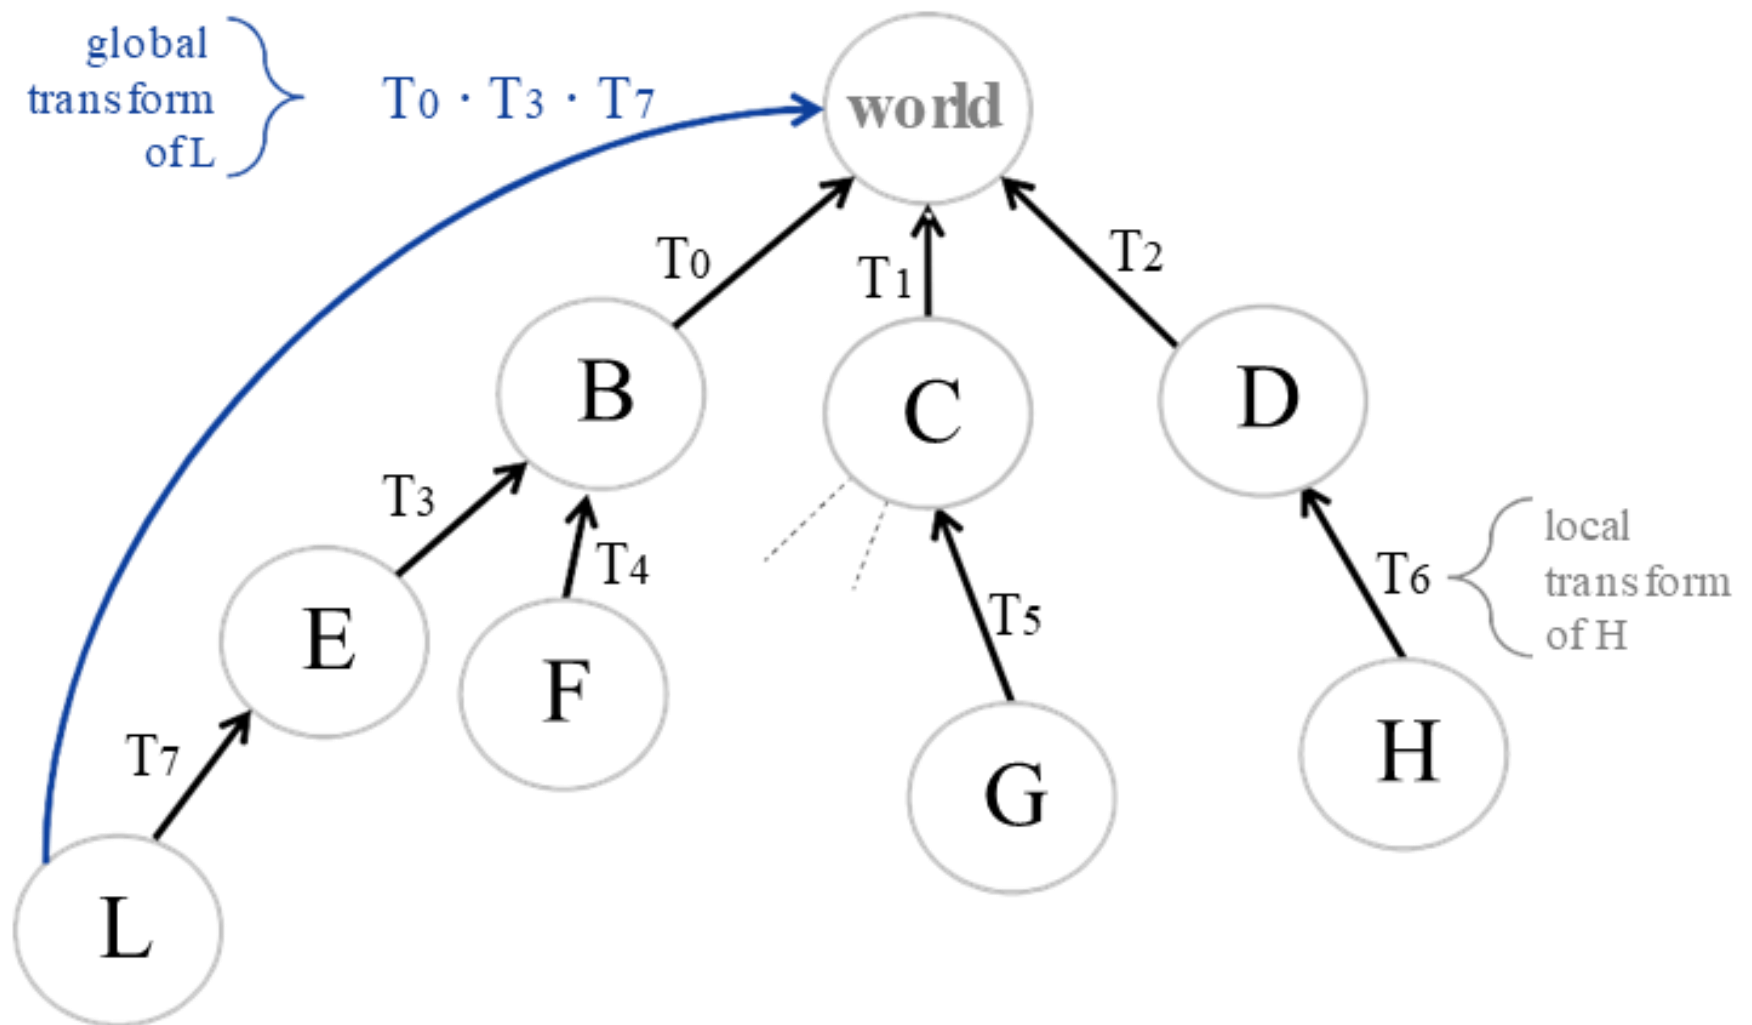 global
transform
of L
T0 · T3 · T7
world
T0
T1
T2
B
C
D
T3
T4
T5
T6
local
transform
of H
E
F
G
H
T7
L